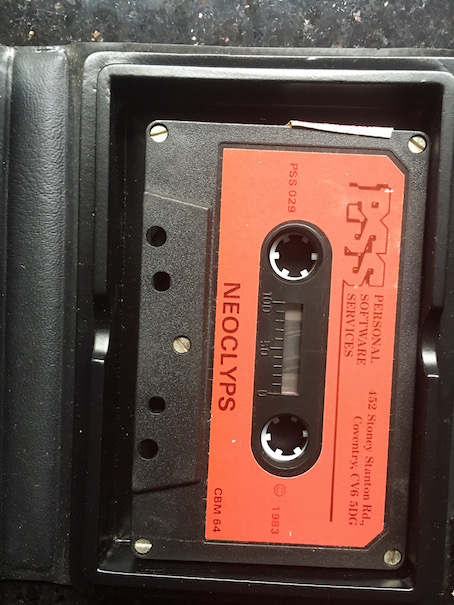 PSS
PERSONAL
SOFTWARE
SERVICES
452 Stoney Stanton Rd.,
Coventry, CV6 5DG
PSS 029
© 1983
100 50 0
NEOCLYPS
CBM 64